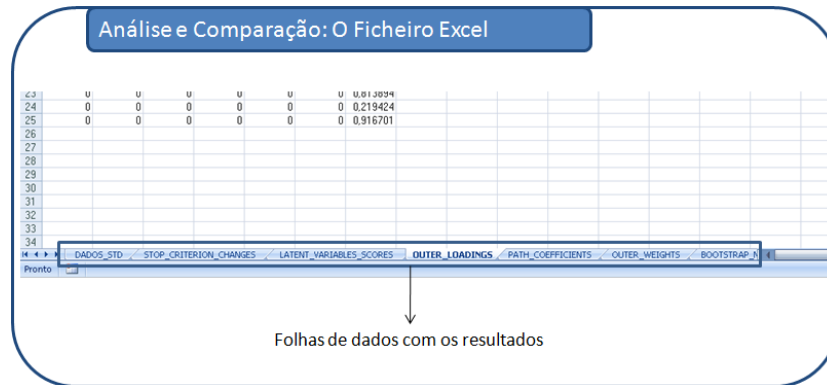 Análise e Comparação: O Ficheiro Excel
23 0 0 0 0 0 0 0,813894
24 0 0 0 0 0 0 0,219424
25 0 0 0 0 0 0 0,916701
26
27
28
29
30
31
32
33
34
DADOS_STD STOP_CRITERION_CHANGES LATENT_VARIABLES_SCORES OUTER_LOADINGS PATH_COEFFICIENTS OUTER_WEIGHTS BOOTSTRAP_
Pronto
Folhas de dados com os resultados